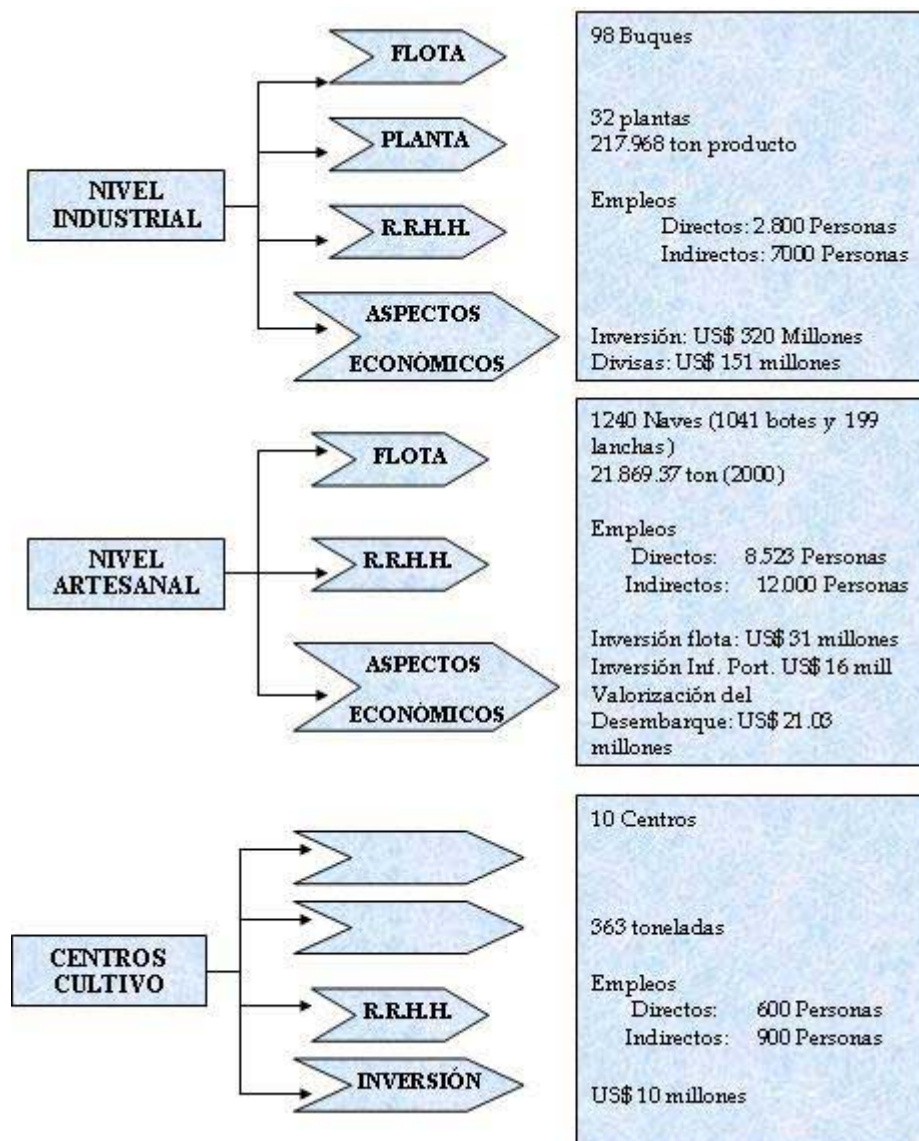 NIVEL
INDUSTRIAL
FLOTA
PLANTA
R.R.H.H.
ASPECTOS
ECONÓMICOS
98 Buques
32 plantas
217.968 ton producto
Empleos
Directos: 2.800 Personas
Indirectos: 7000 Personas
Inversión: US$ 320 Millones
Divisas: US$ 151 millones
NIVEL
ARTESANAL
FLOTA
R.R.H.H.
ASPECTOS
ECONÓMICOS
1240 Naves (1041 botes y 199
lanchas)
21.869.37 ton (2000)
Empleos
Directos: 8.523 Personas
Indirectos: 12.000 Personas
Inversión flota: US$ 31 millones
Inversión Inf. Port. US$ 16 mill
Valorización del
Desembarque: US$ 21.03
millones
CENTROS
CULTIVO
R.R.H.H.
INVERSIÓN
10 Centros
363 toneladas
Empleos
Directos: 600 Personas
Indirectos: 900 Personas
US$ 10 millones